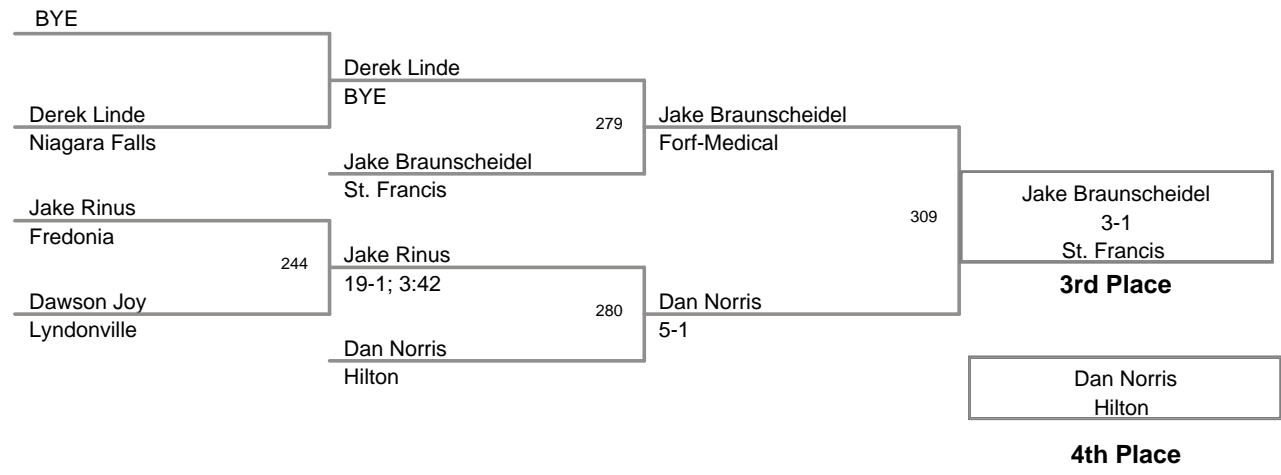 BYE
Derek Linde
BYE
Derek Linde
Niagara Falls
279
Jake Braunscheidel
Forf-Medical
Jake Braunscheidel
St. Francis
Jake Rinus
Fredonia
309
Jake Braunscheidel
3-1
St. Francis
3rd Place
244
Jake Rinus
19-1; 3:42
Dawson Joy
Lyndonville
280
Dan Norris
5-1
Dan Norris
Hilton
Dan Norris
Hilton
4th Place